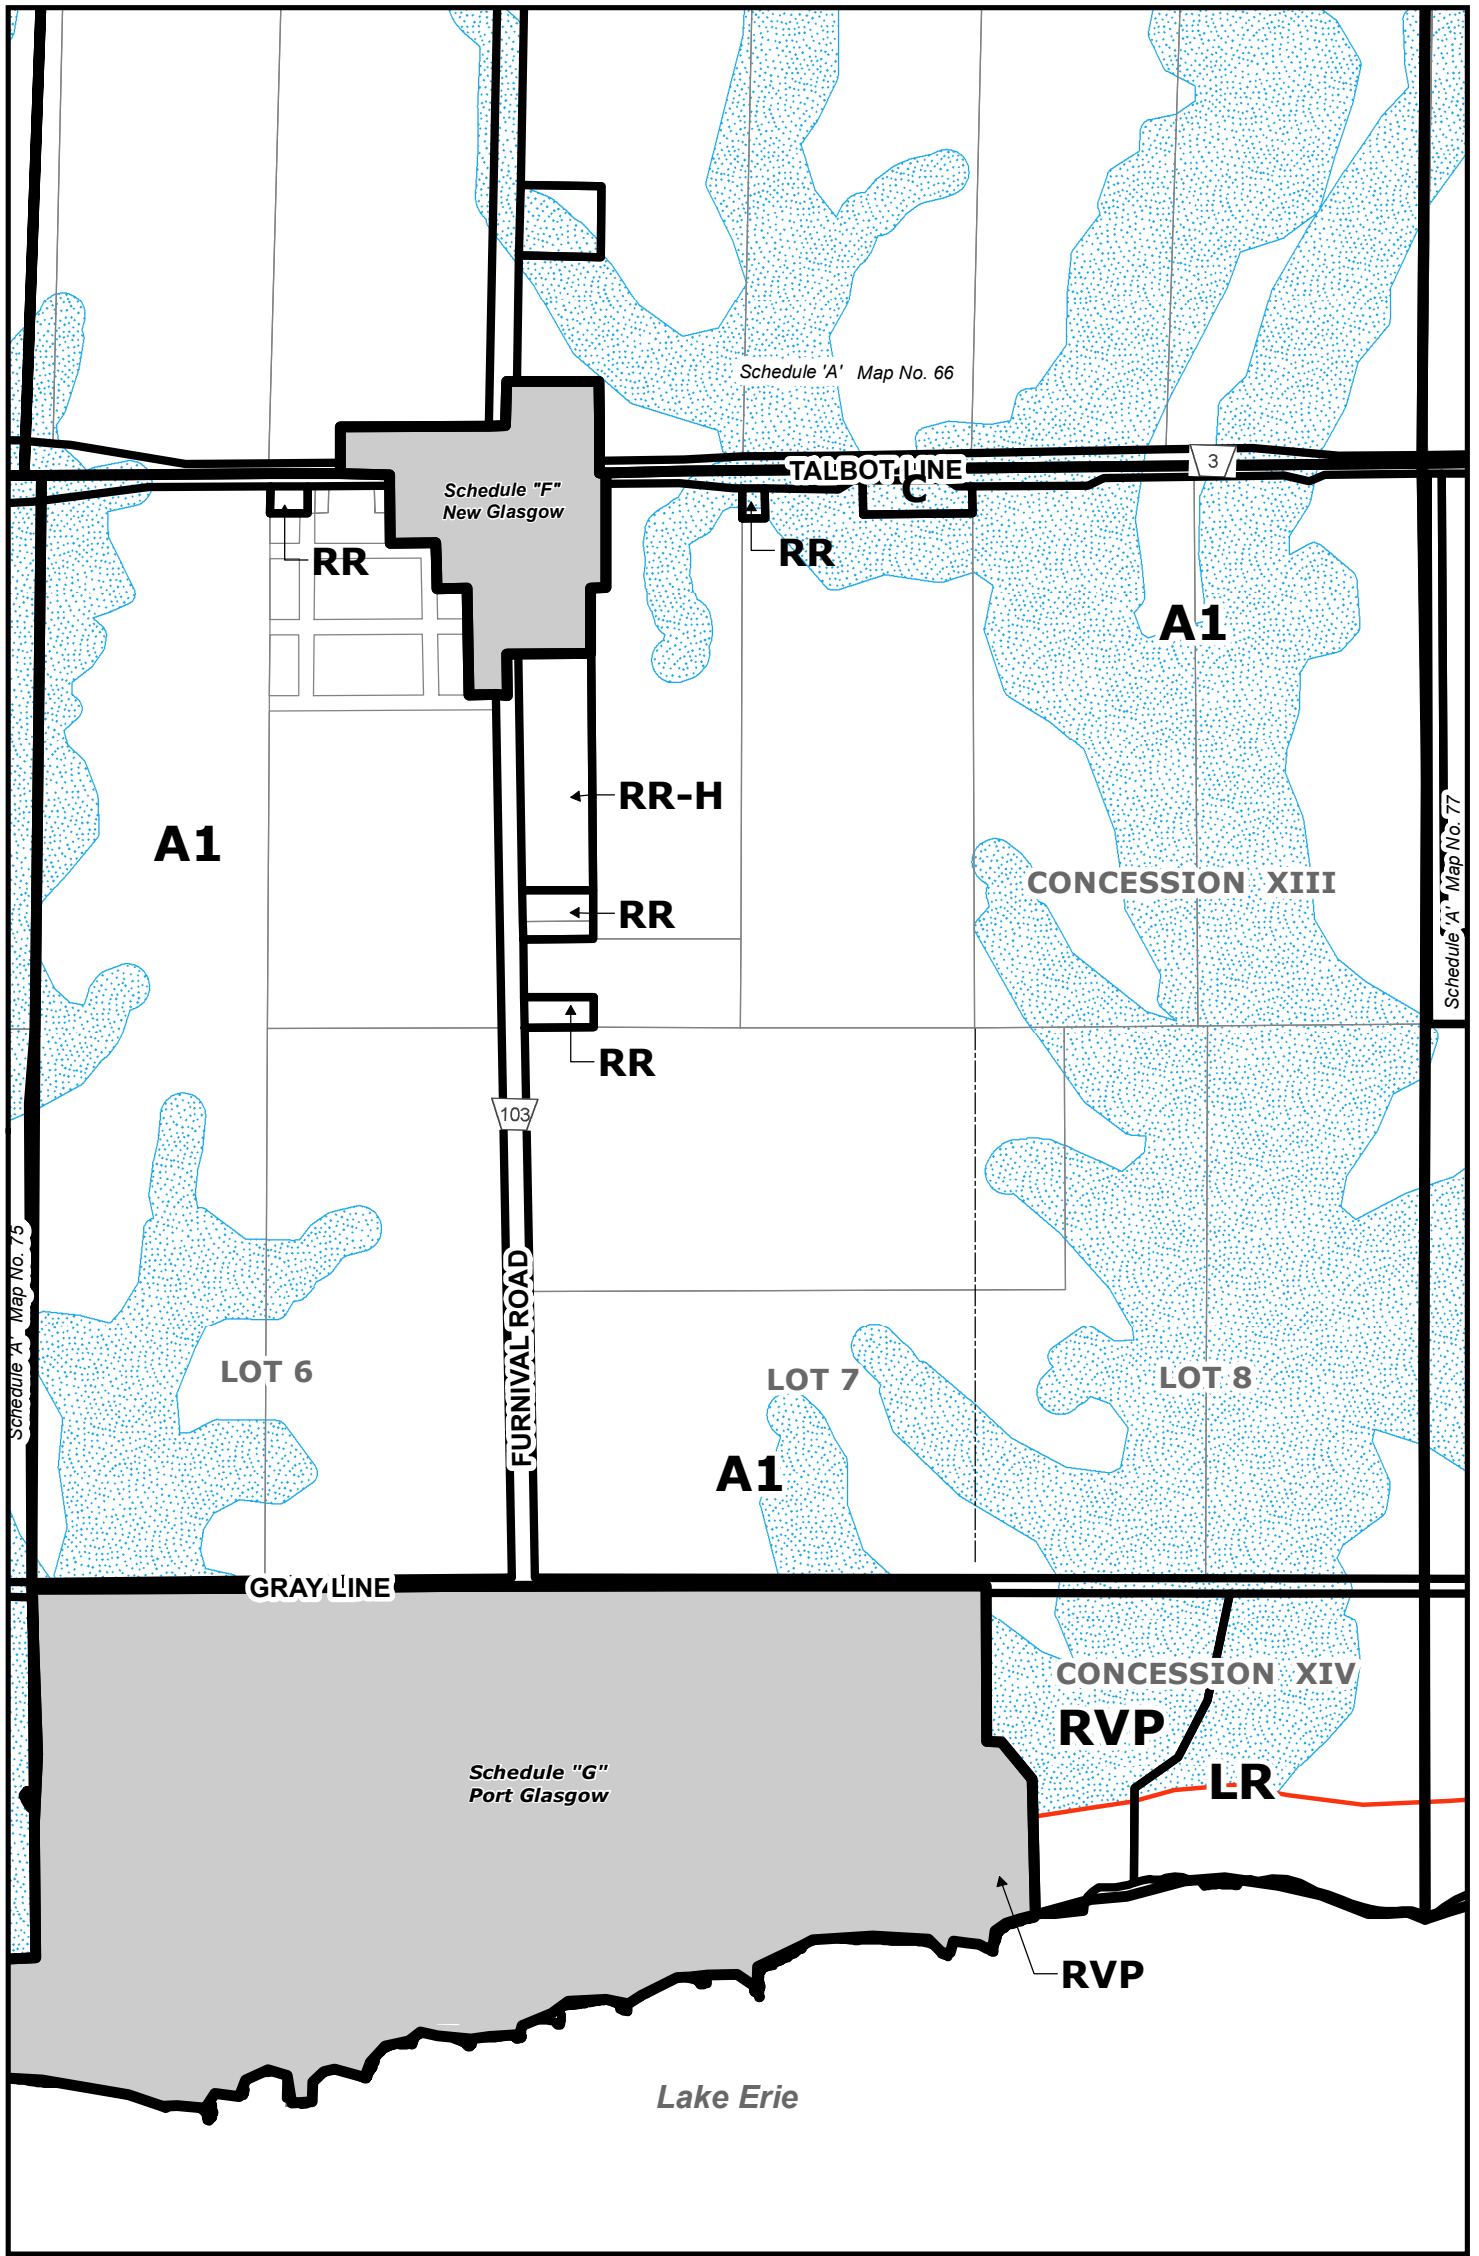 Schedule 'A'   Map No. 66
TALBOT LINE
3
C
Schedule "F"
New Glasgow
RR
RR
A1
RR-H
A1
CONCESSION XIII
RR
Schedule 'A'   Map No. 77
RR
103
Schedule 'A'   Map No. 75
FURNIVAL ROAD
LOT 6
LOT 7
LOT 8
A1
GRAY LINE
CONCESSION XIV
RVP
LR
Schedule "G"
Port Glasgow
RVP
Lake Erie